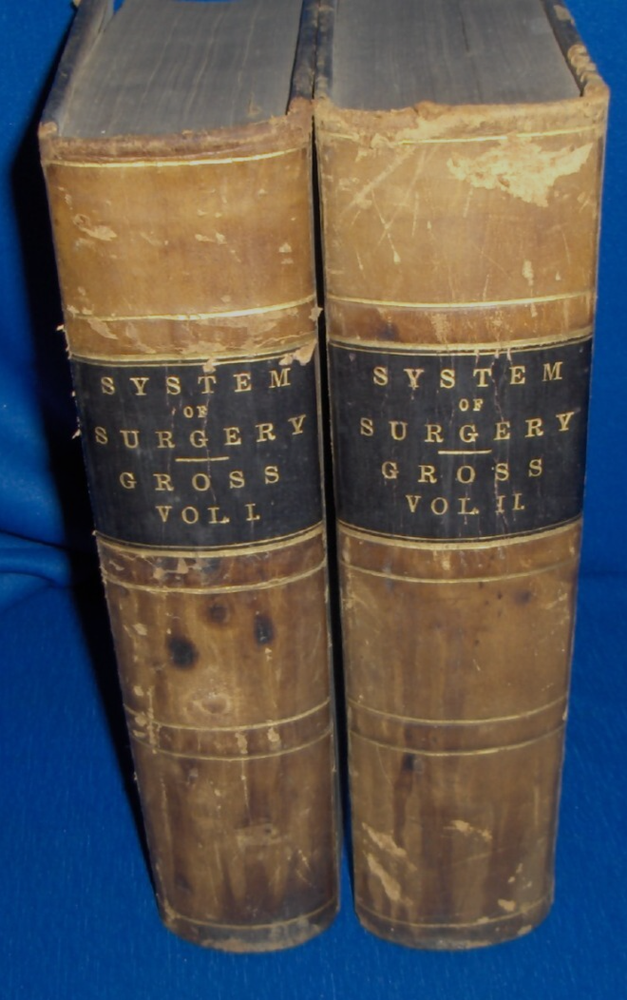 SYSTEM
OF
SURGERY
GROSS
VOL. I.
SYSTEM
OF
SURGERY
GROSS
VOL. II.